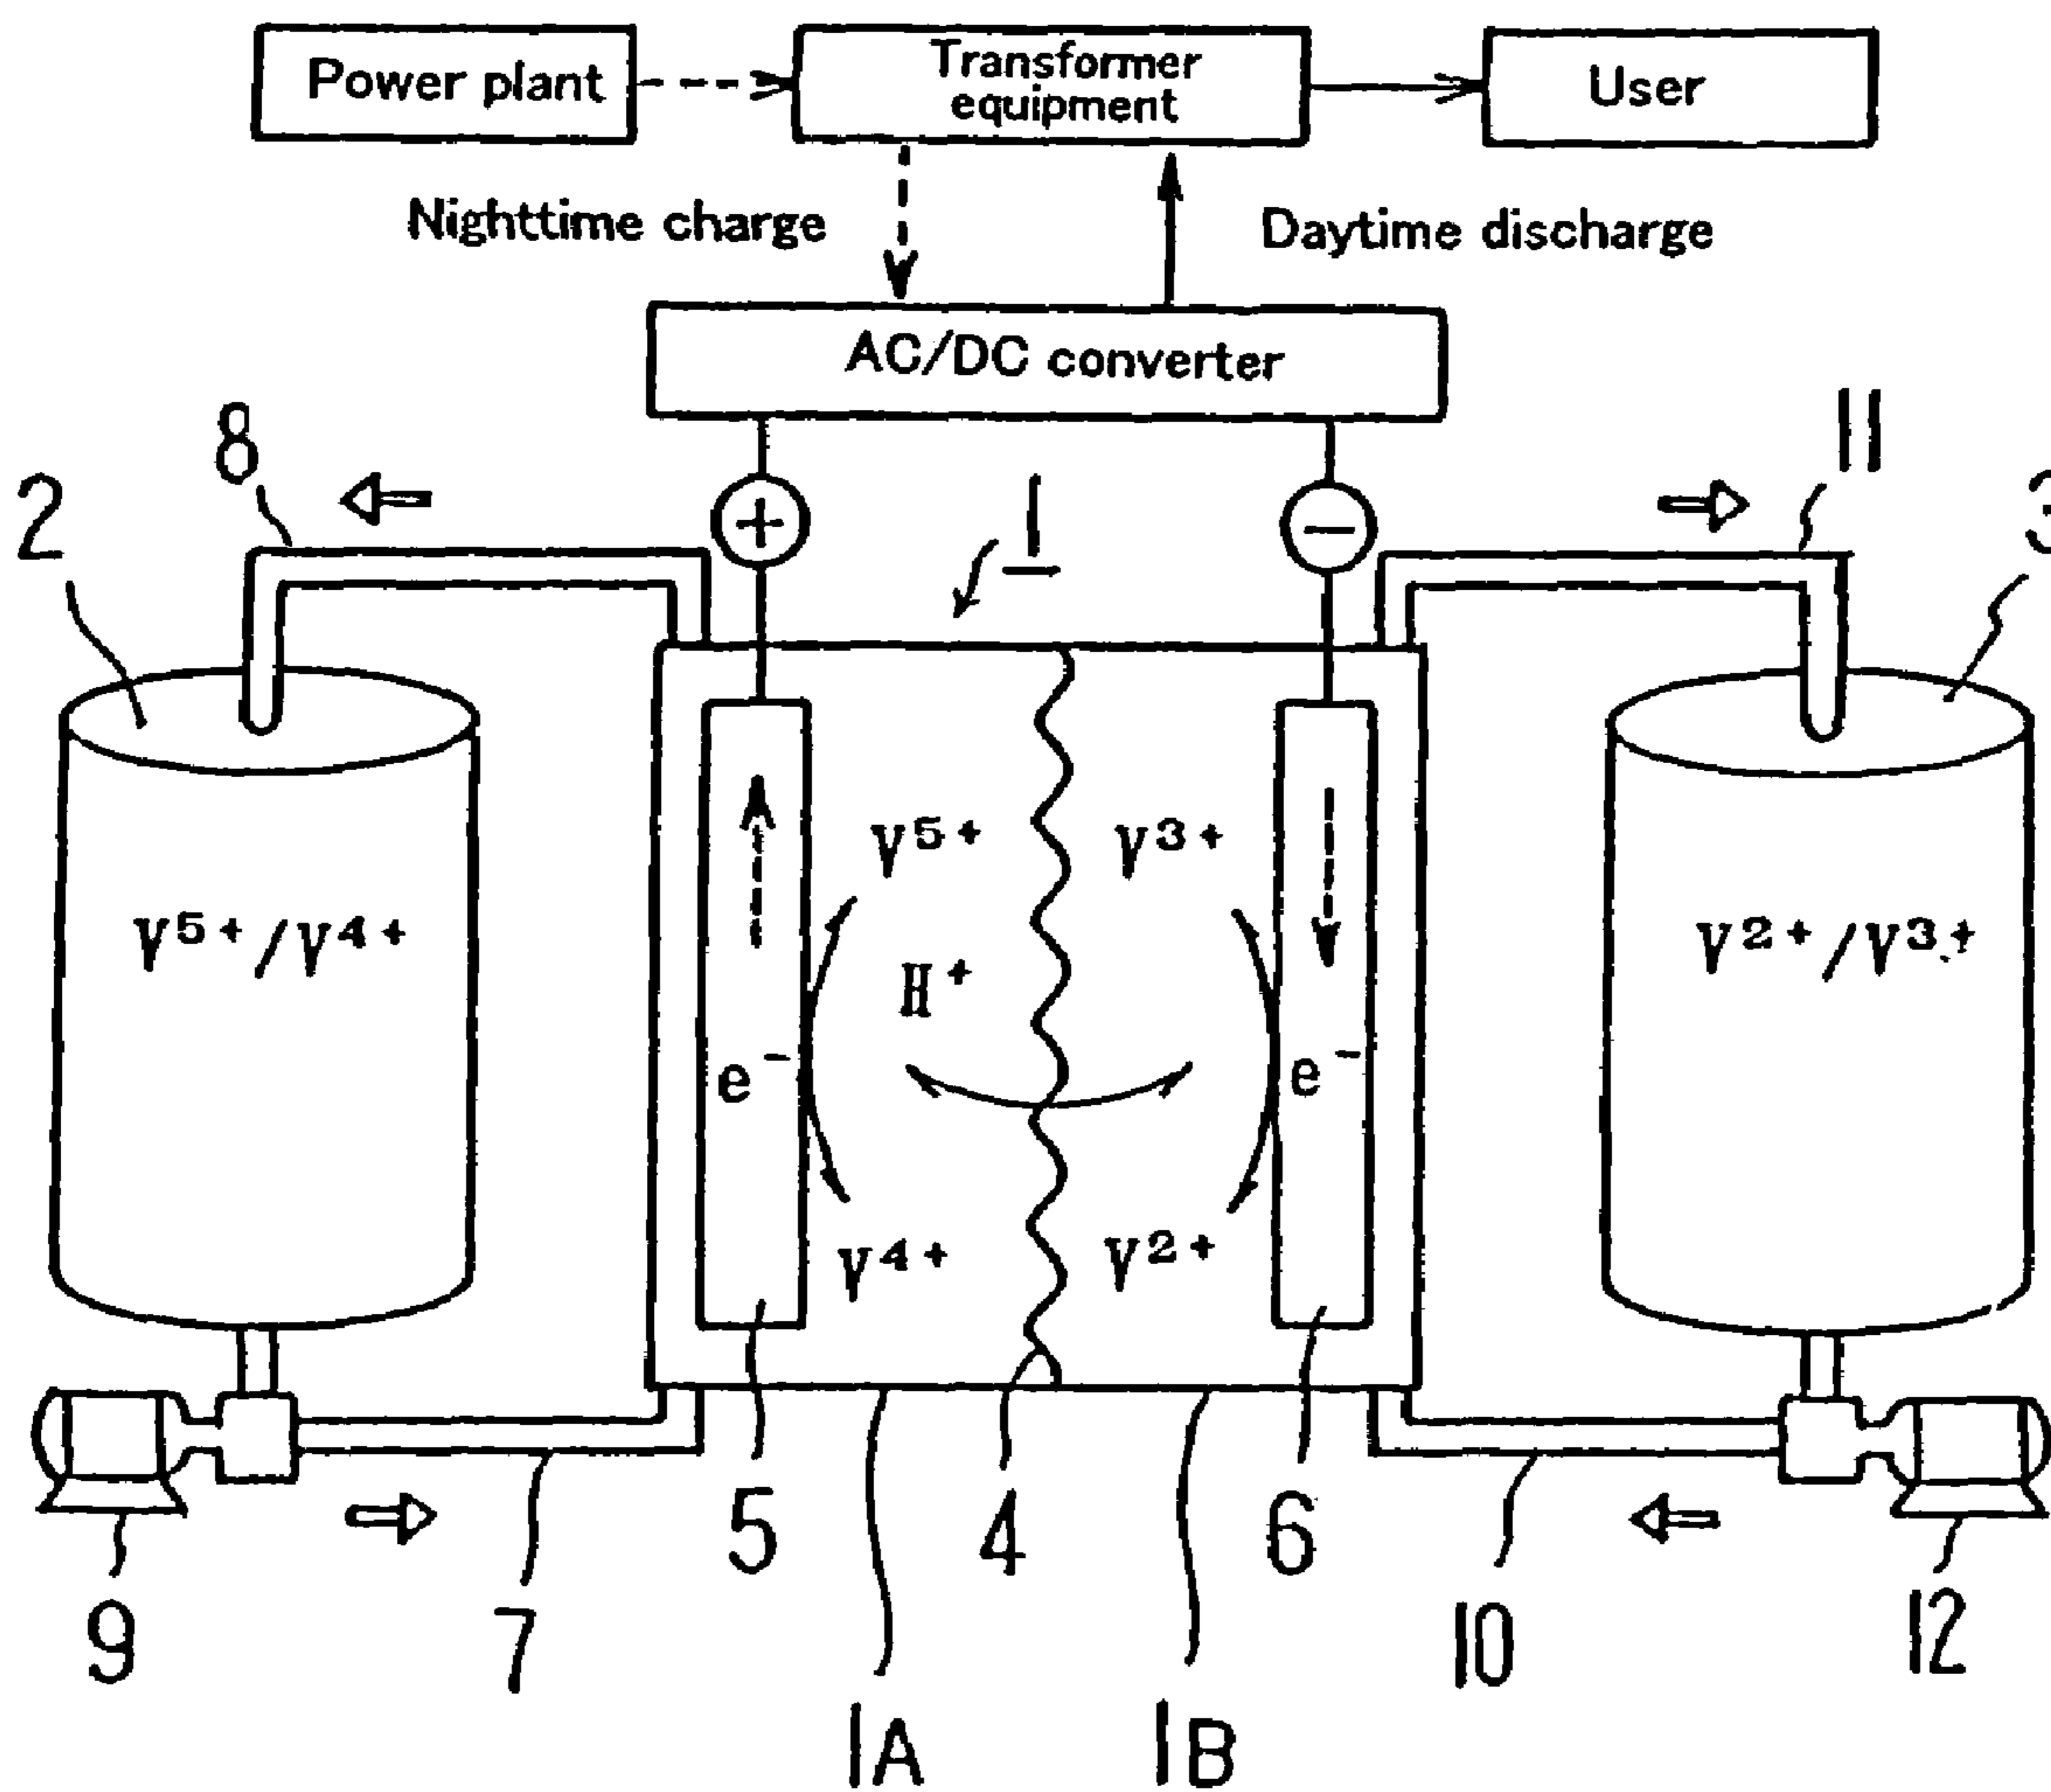 Power plant
Transformer
equipment
User
Nighttime charge
Daytime discharge
AC/DC converter
8
11
2
1
3
+
−
V5+
V3+
V5+/V4+
V2+/V3+
H+
e−
e−
V4+
V2+
9
7
5
4
6
10
12
1A
1B